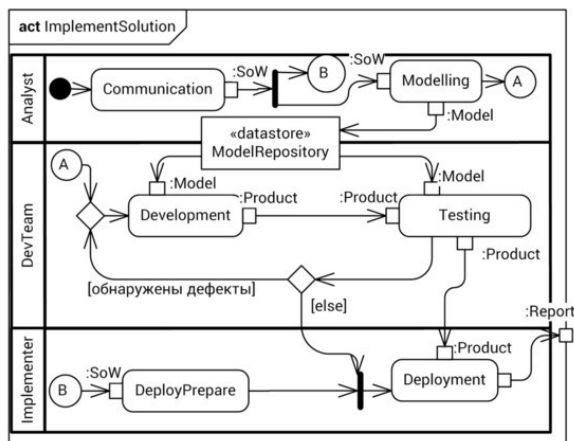 act ImplementSolution
Analyst
Communication
:SoW
B
:SoW
Modelling
A
:Model
«datastore»
ModelRepository
DevTeam
A
:Model
Development
:Product
:Product
:Model
Testing
:Product
[обнаружены дефекты]
[else]
:Report
Implementer
B
:SoW
DeployPrepare
:Product
Deployment